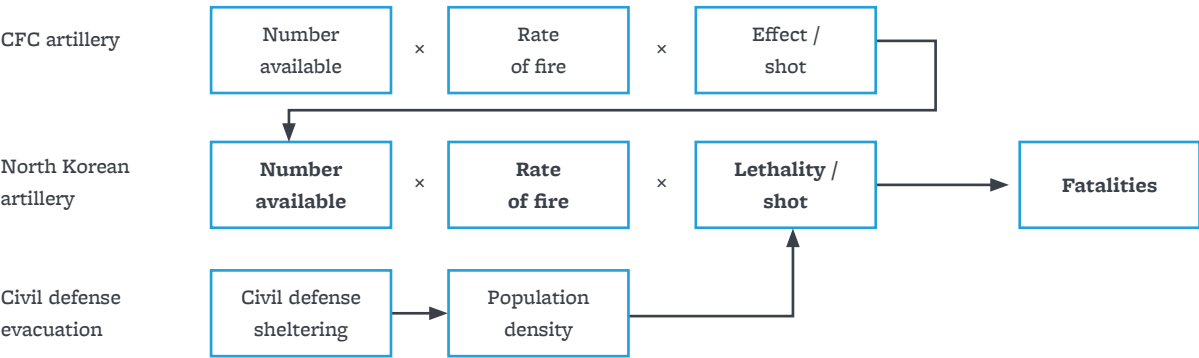 CFC artillery
Number
available
×
Rate
of fire
×
Effect /
shot
North Korean
artillery
Number
available
×
Rate
of fire
×
Lethality /
shot
Fatalities
Civil defense
evacuation
Civil defense
sheltering
Population
density